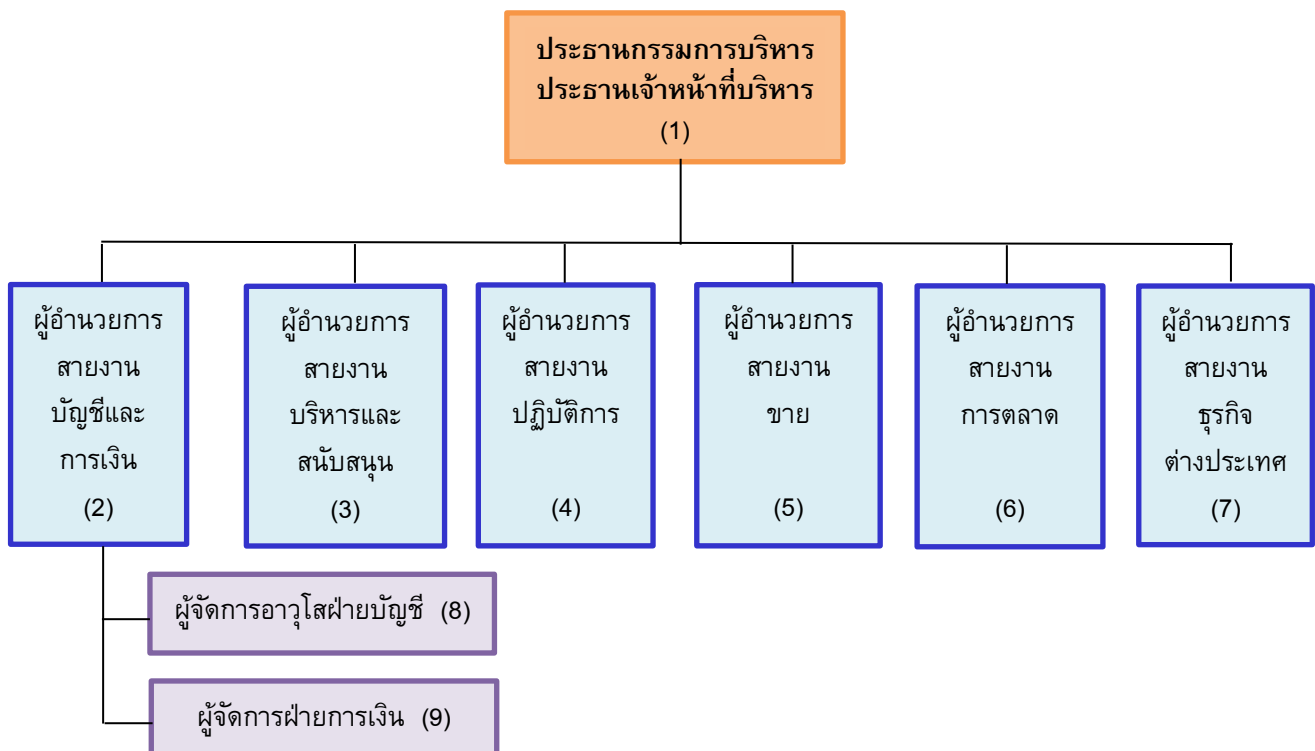 ประธานกรรมการบริหาร
ประธานเจ้าหน้าที่บริหาร
(1)
ผู้อำนวยการ
สายงาน
บัญชีและ
การเงิน
(2)
ผู้อำนวยการ
สายงาน
บริหารและ
สนับสนุน
(3)
ผู้อำนวยการ
สายงาน
ปฏิบัติการ
(4)
ผู้อำนวยการ
สายงาน
ขาย
(5)
ผู้อำนวยการ
สายงาน
การตลาด
(6)
ผู้อำนวยการ
สายงาน
ธุรกิจ
ต่างประเทศ
(7)
ผู้จัดการอาวุโสฝ่ายบัญชี (8)
ผู้จัดการฝ่ายการเงิน (9)